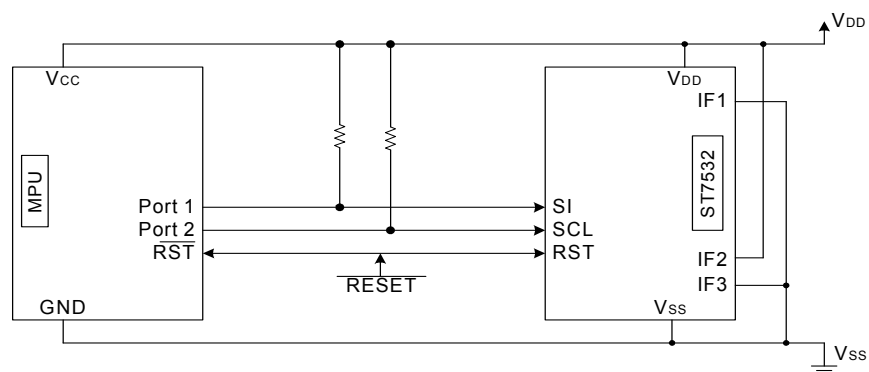 VDD
VCC
VDD
IF1
MPU
ST7532
Port 1
SI
Port 2
SCL
RST
RST
IF2
RESET
IF3
GND
VSS
VSS